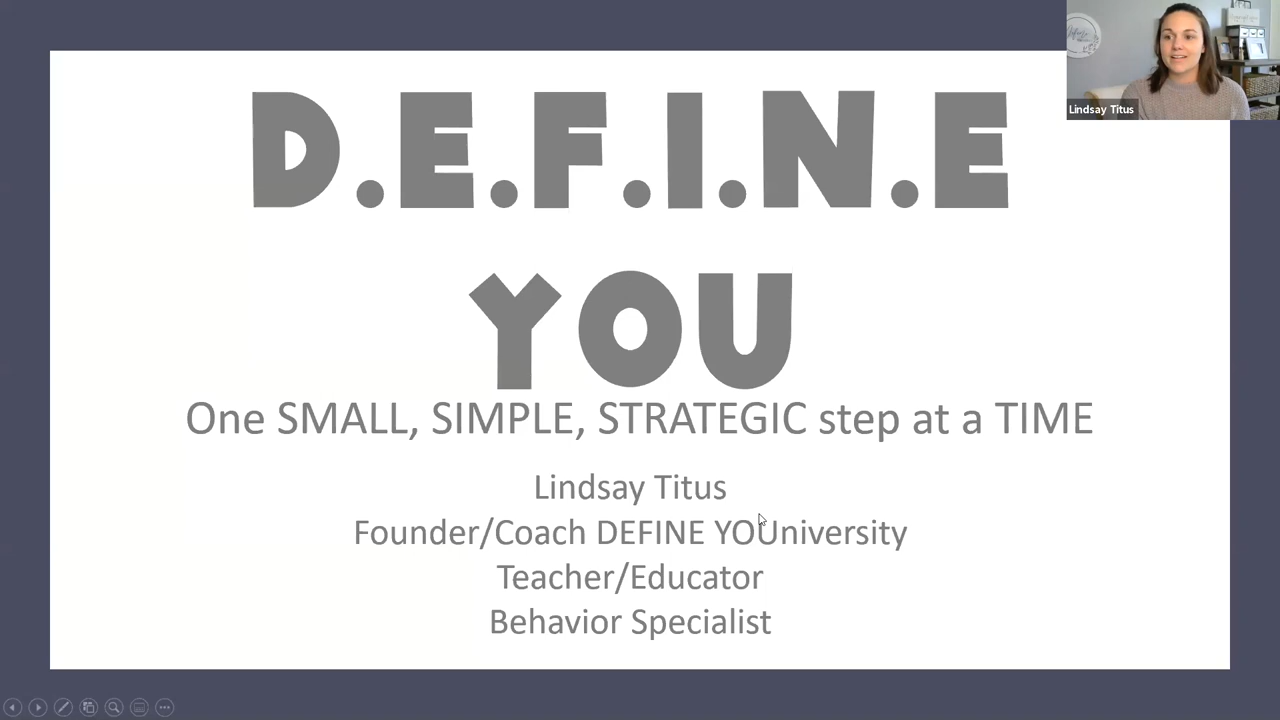 D.E.F.I.N.E
YOU
One SMALL, SIMPLE, STRATEGIC step at a TIME
Lindsay Titus
Founder/Coach DEFINE YOUniversity
Teacher/Educator
Behavior Specialist
Lindsay Titus